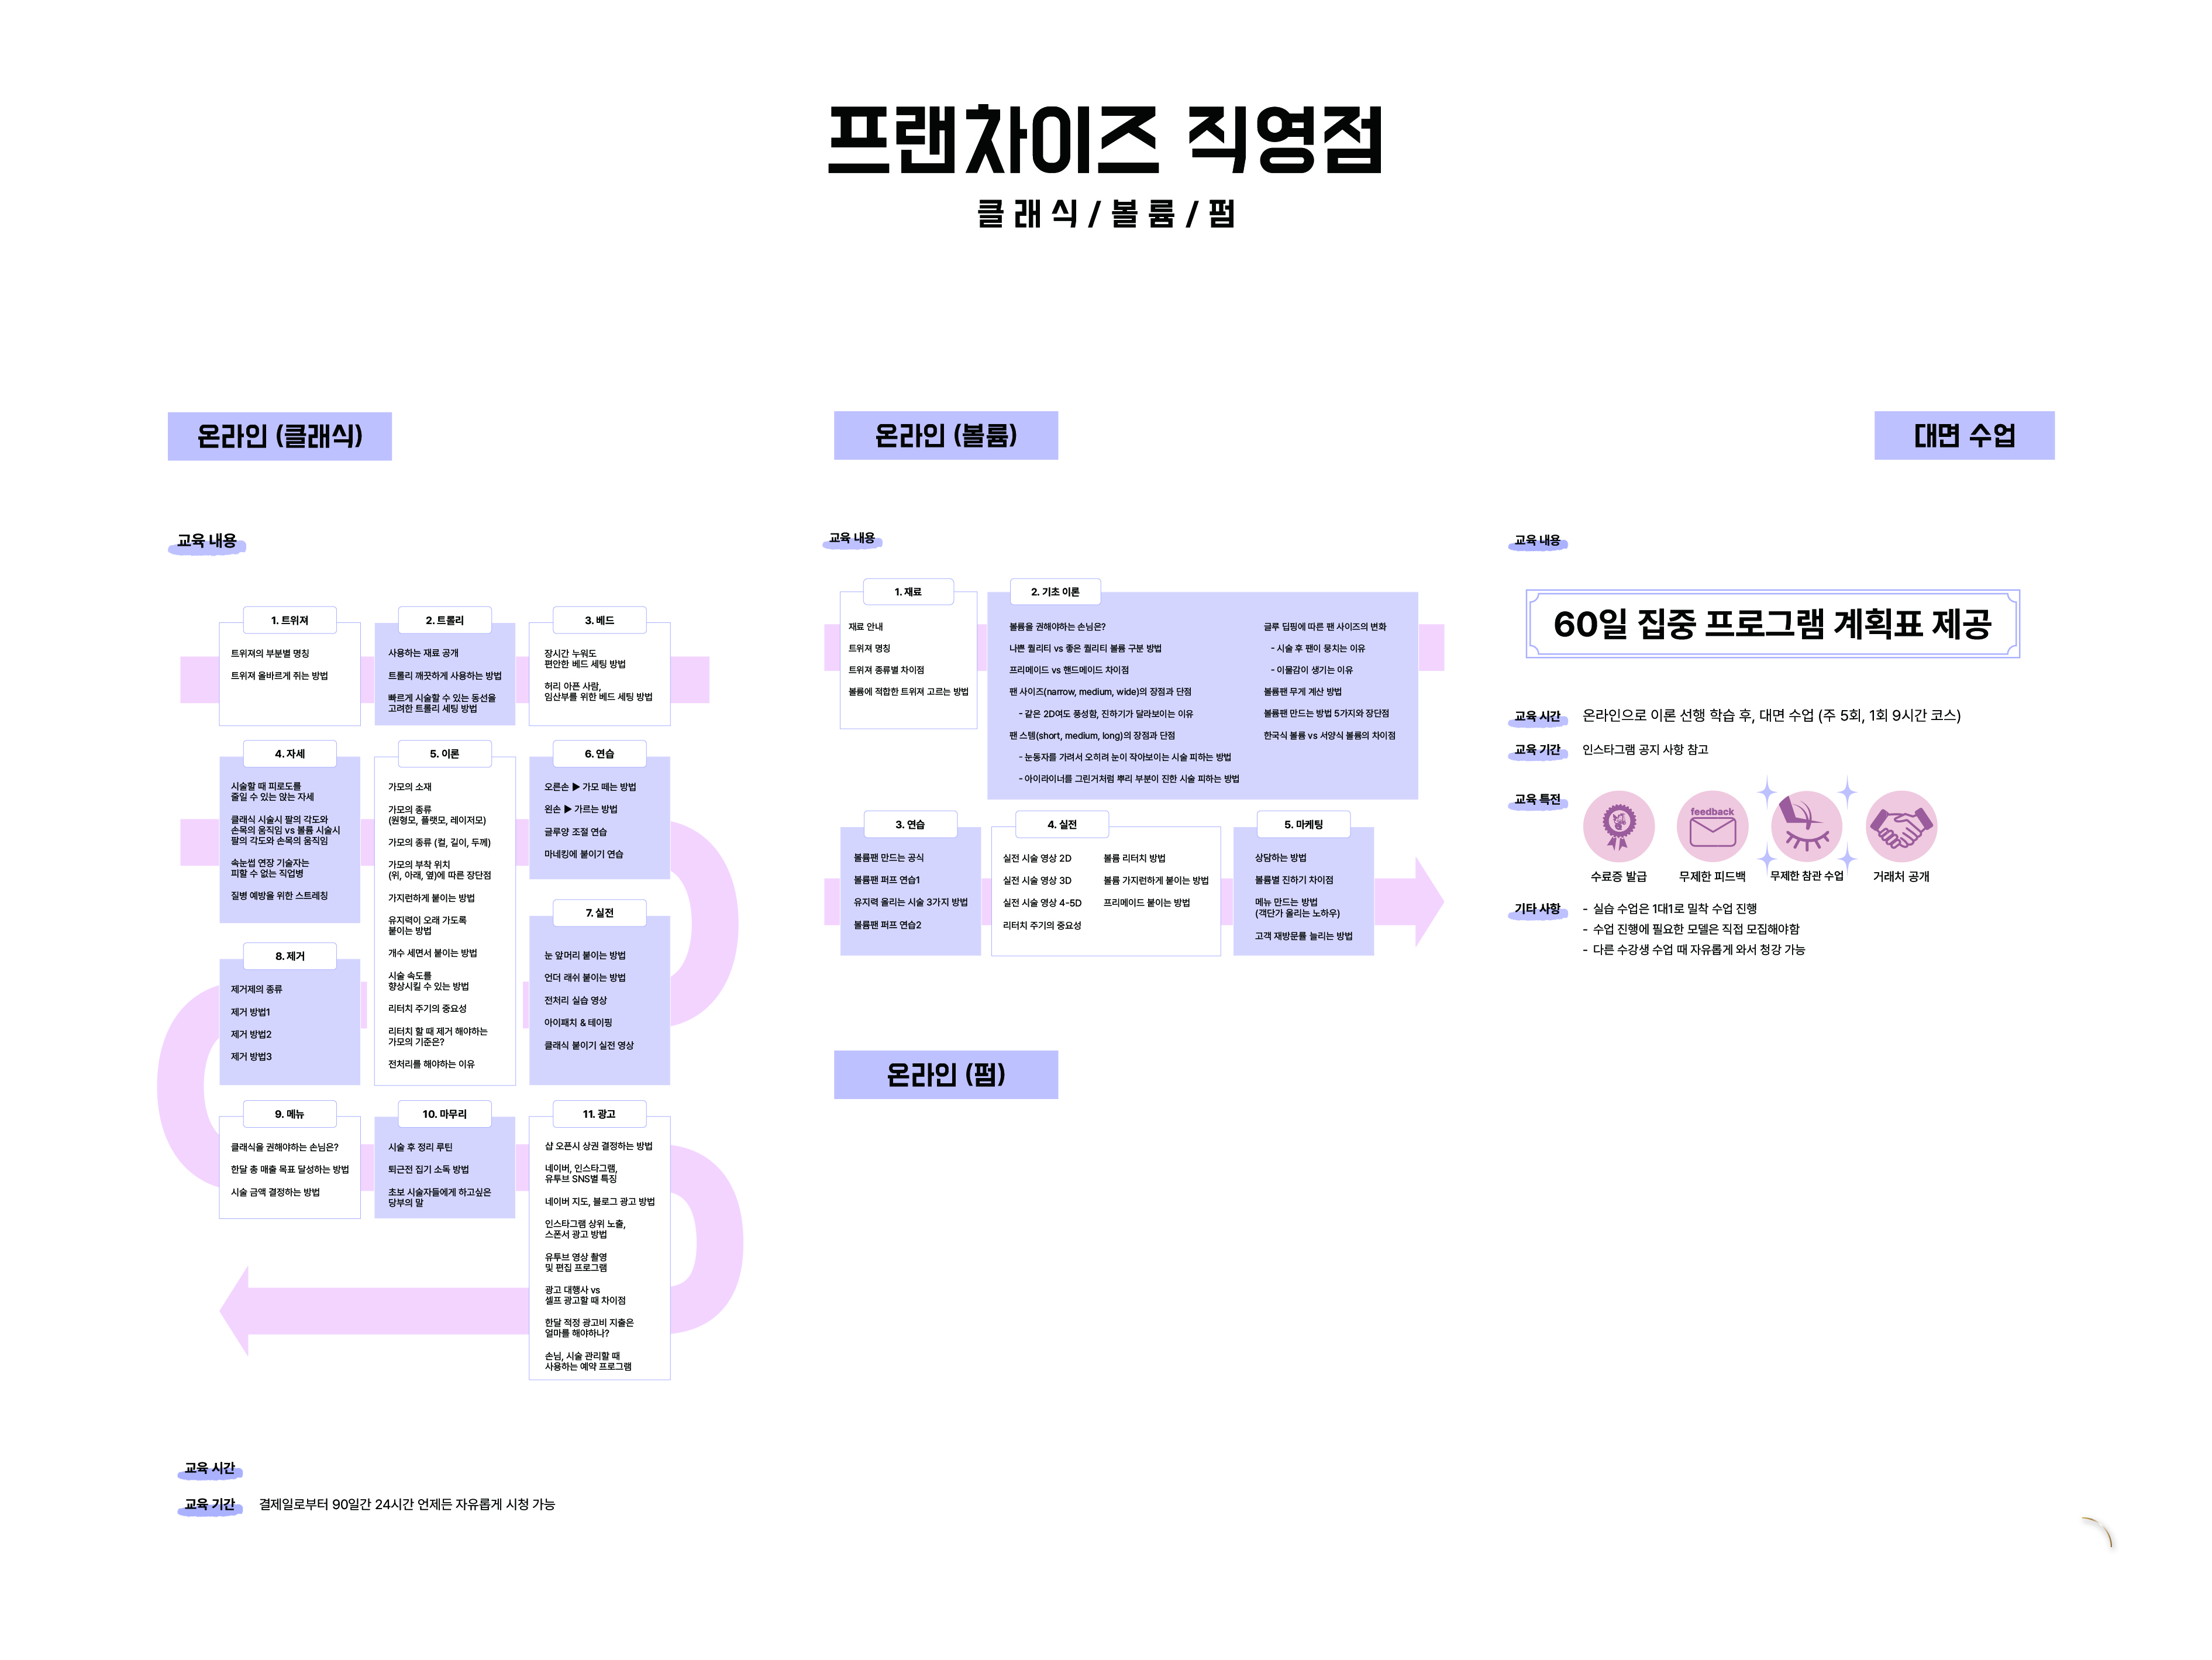 프랜차이즈 직영점
클래식/볼륨/펌
온라인 (클래식)
교육 내용
1. 트위져
트위져의 부분별 명칭
트위져 올바르게 쥐는 방법
2. 트롤리
사용하는 재료 공개
트롤리 깨끗하게 사용하는 방법
빠르게 시술할 수 있는 동선을
고려한 트롤리 세팅 방법
3. 베드
장시간 누워도
편안한 베드 세팅 방법
허리 아픈 사람,
임산부를 위한 베드 세팅 방법
4. 자세
시술할 때 피로도를
줄일 수 있는 앉는 자세
클래식 시술시 팔의 각도와
손목의 움직임 vs 볼륨 시술시
팔의 각도와 손목의 움직임
속눈썹 연장 기술자는
피할 수 없는 직업병
질병 예방을 위한 스트레칭
5. 이론
가모의 소재
가모의 종류
(원형모, 플랫모, 레이저모)
가모의 종류 (컬, 길이, 두께)
가모의 부착 위치
(위, 아래, 옆)에 따른 장단점
가지런하게 붙이는 방법
유지력이 오래 가도록
붙이는 방법
개수 세면서 붙이는 방법
시술 속도를
향상시킬 수 있는 방법
리터치 주기의 중요성
리터치 할 때 제거 해야하는
가모의 기준은?
전처리를 해야하는 이유
6. 연습
오른손 ▶ 가모 떼는 방법
왼손 ▶ 가르는 방법
글루양 조절 연습
마네킹에 붙이기 연습
7. 실전
눈 앞머리 붙이는 방법
언더 래쉬 붙이는 방법
전처리 실습 영상
아이패치 & 테이핑
클래식 붙이기 실전 영상
8. 제거
제거제의 종류
제거 방법1
제거 방법2
제거 방법3
9. 메뉴
클래식을 권해야하는 손님은?
한달 총 매출 목표 달성하는 방법
시술 금액 결정하는 방법
10. 마무리
시술 후 정리 루틴
퇴근전 집기 소독 방법
초보 시술자들에게 하고싶은
당부의 말
11. 광고
샵 오픈시 상권 결정하는 방법
네이버, 인스타그램,
유투브 SNS별 특징
네이버 지도, 블로그 광고 방법
인스타그램 상위 노출,
스폰서 광고 방법
유투브 영상 촬영
및 편집 프로그램
광고 대행사 vs
셀프 광고할 때 차이점
한달 적정 광고비 지출은
얼마를 해야하나?
손님, 시술 관리할 때
사용하는 예약 프로그램
교육 시간
교육 기간 결제일로부터 90일간 24시간 언제든 자유롭게 시청 가능
온라인 (볼륨)
교육 내용
1. 재료
재료 안내
트위져 명칭
트위져 종류별 차이점
볼륨에 적합한 트위져 고르는 방법
2. 기초 이론
볼륨을 권해야하는 손님은?
나쁜 퀄리티 vs 좋은 퀄리티 볼륨 구분 방법
프리메이드 vs 핸드메이드 차이점
팬 사이즈(narrow, medium, wide)의 장점과 단점
- 같은 2D여도 풍성함, 진하기가 달라보이는 이유
팬 스템(short, medium, long)의 장점과 단점
- 눈동자를 가려서 오히려 눈이 작아보이는 시술 피하는 방법
- 아이라이너를 그린거처럼 뿌리 부분이 진한 시술 피하는 방법
글루 딥핑에 따른 팬 사이즈의 변화
- 시술 후 팬이 뭉치는 이유
- 이물감이 생기는 이유
볼륨팬 무게 계산 방법
볼륨팬 만드는 방법 5가지와 장단점
한국식 볼륨 vs 서양식 볼륨의 차이점
3. 연습
볼륨팬 만드는 공식
볼륨팬 퍼프 연습1
유지력 올리는 시술 3가지 방법
볼륨팬 퍼프 연습2
4. 실전
실전 시술 영상 2D
실전 시술 영상 3D
실전 시술 영상 4-5D
리터치 주기의 중요성
볼륨 리터치 방법
볼륨 가지런하게 붙이는 방법
프리메이드 붙이는 방법
5. 마케팅
상담하는 방법
볼륨별 진하기 차이점
메뉴 만드는 방법
(객단가 올리는 노하우)
고객 재방문률 늘리는 방법
온라인 (펌)
대면 수업
교육 내용
60일 집중 프로그램 계획표 제공
교육 시간 온라인으로 이론 선행 학습 후, 대면 수업 (주 5회, 1회 9시간 코스)
교육 기간 인스타그램 공지 사항 참고
교육 특전
feedback
수료증 발급 무제한 피드백 무제한 참관 수업 거래처 공개
기타 사항 - 실습 수업은 1대1로 밀착 수업 진행
- 수업 진행에 필요한 모델은 직접 모집해야함
- 다른 수강생 수업 때 자유롭게 와서 청강 가능